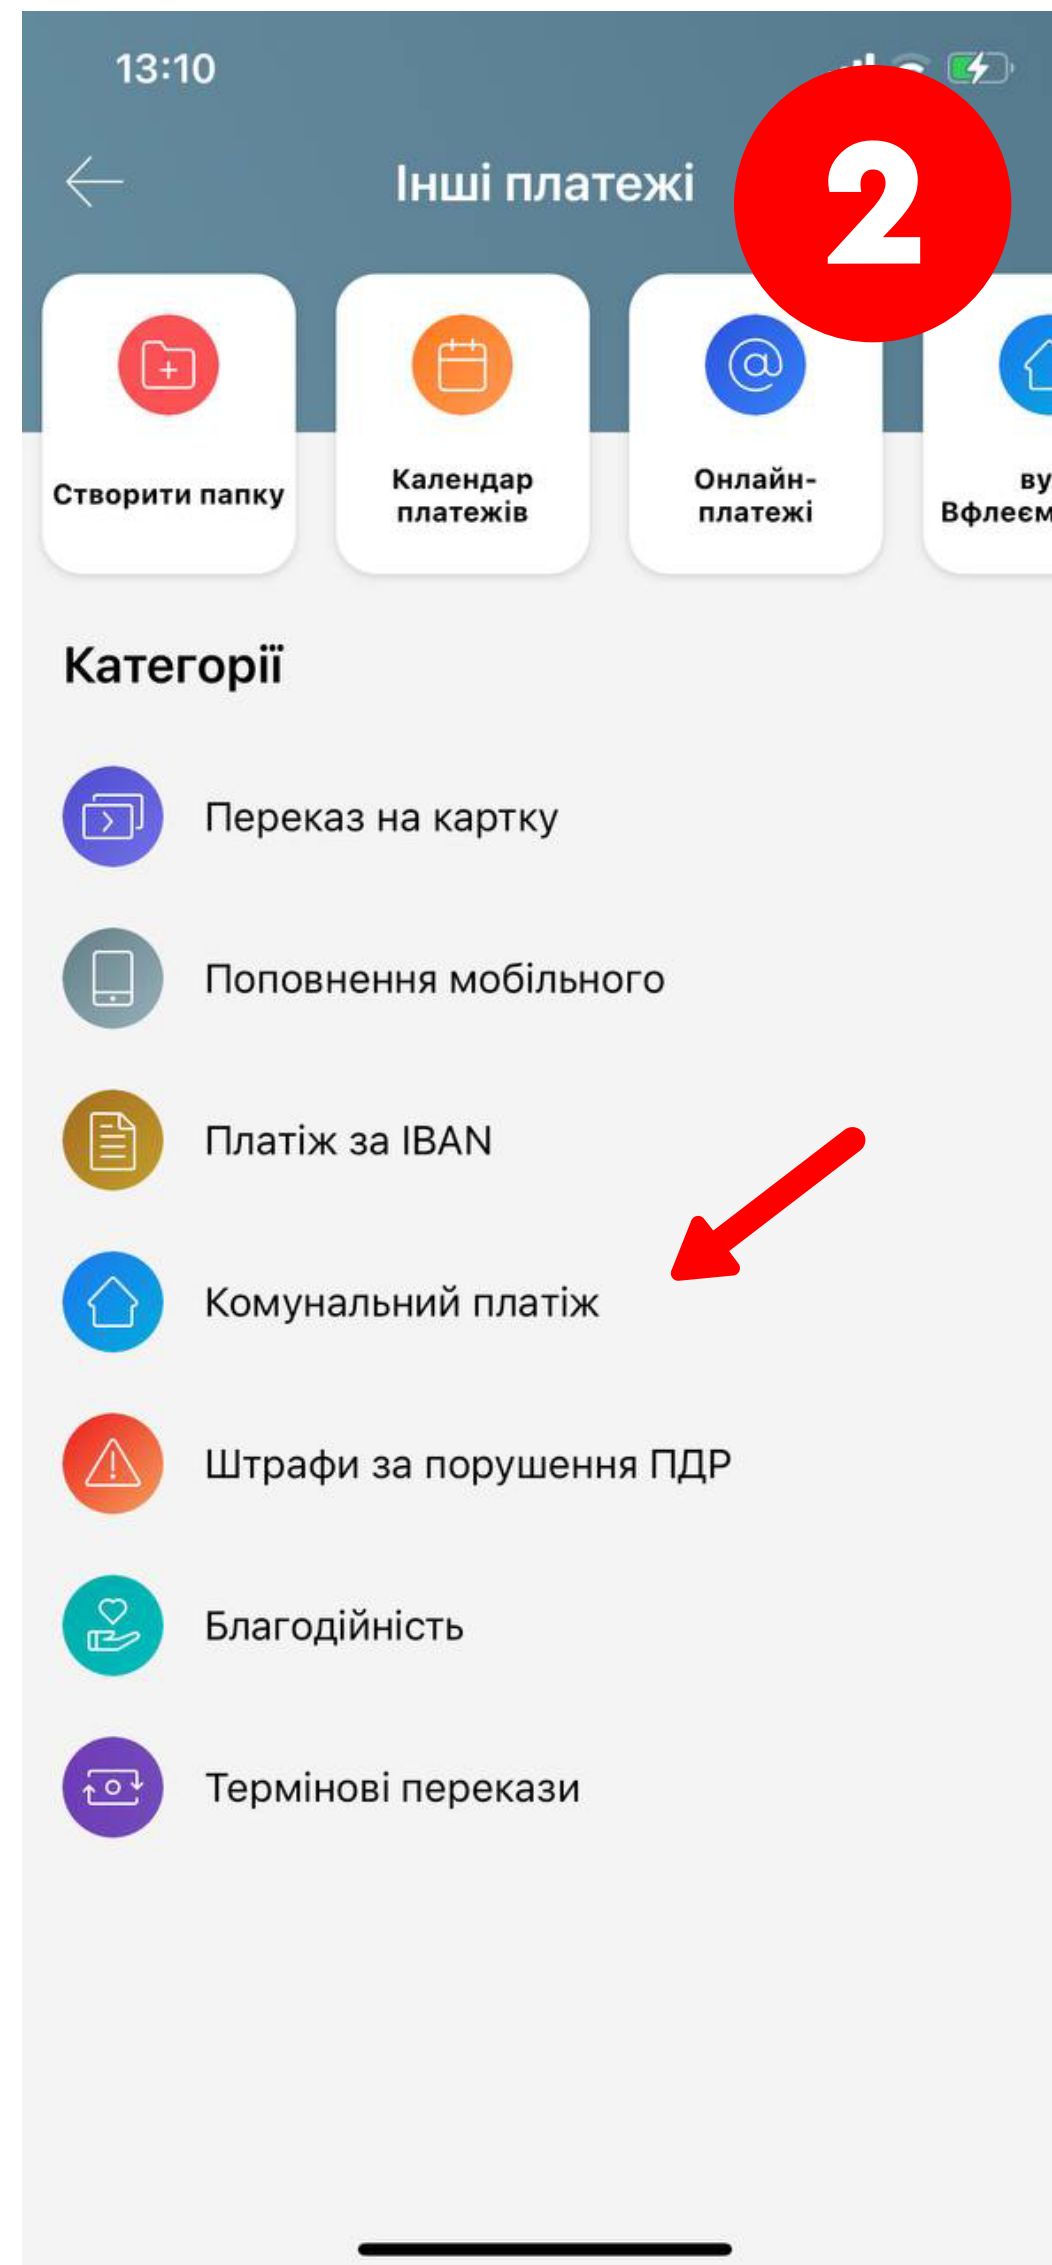 13:10
Інші платежі
2
Створити папку
Календар
платежів
Онлайн-
платежі
Категорії
Переказ на картку
Поповнення мобільного
Платіж за IBAN
Комунальний платіж
Штрафи за порушення ПДР
Благодійність
Термінові перекази